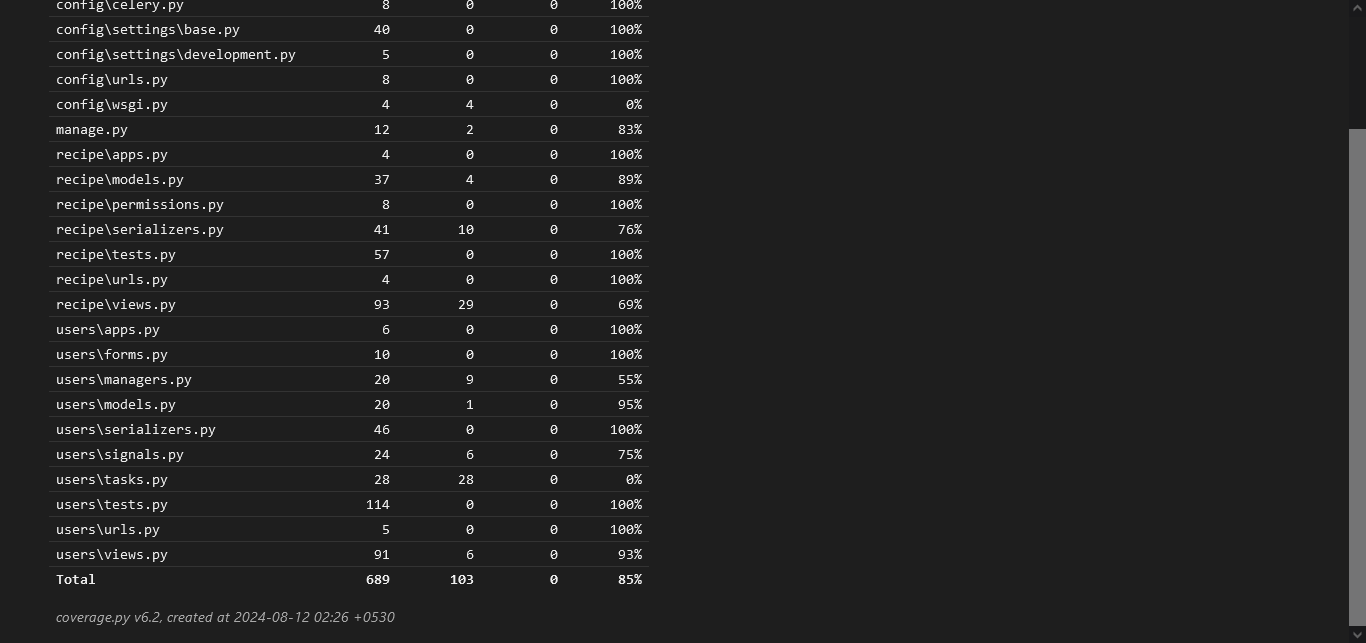 config\celery.py 8 0 0 100%
config\settings\base.py 40 0 0 100%
config\settings\development.py 5 0 0 100%
config\urls.py 8 0 0 100%
config\wsgi.py 4 4 0 0%
manage.py 12 2 0 83%
recipe\apps.py 4 0 0 100%
recipe\models.py 37 4 0 89%
recipe\permissions.py 8 0 0 100%
recipe\serializers.py 41 10 0 76%
recipe\tests.py 57 0 0 100%
recipe\urls.py 4 0 0 100%
recipe\views.py 93 29 0 69%
users\apps.py 6 0 0 100%
users\forms.py 10 0 0 100%
users\managers.py 20 9 0 55%
users\models.py 20 1 0 95%
users\serializers.py 46 0 0 100%
users\signals.py 24 6 0 75%
users\tasks.py 28 28 0 0%
users\tests.py 114 0 0 100%
users\urls.py 5 0 0 100%
users\views.py 91 6 0 93%
Total 689 103 0 85%
coverage.py v6.2, created at 2024-08-12 02:26 +0530